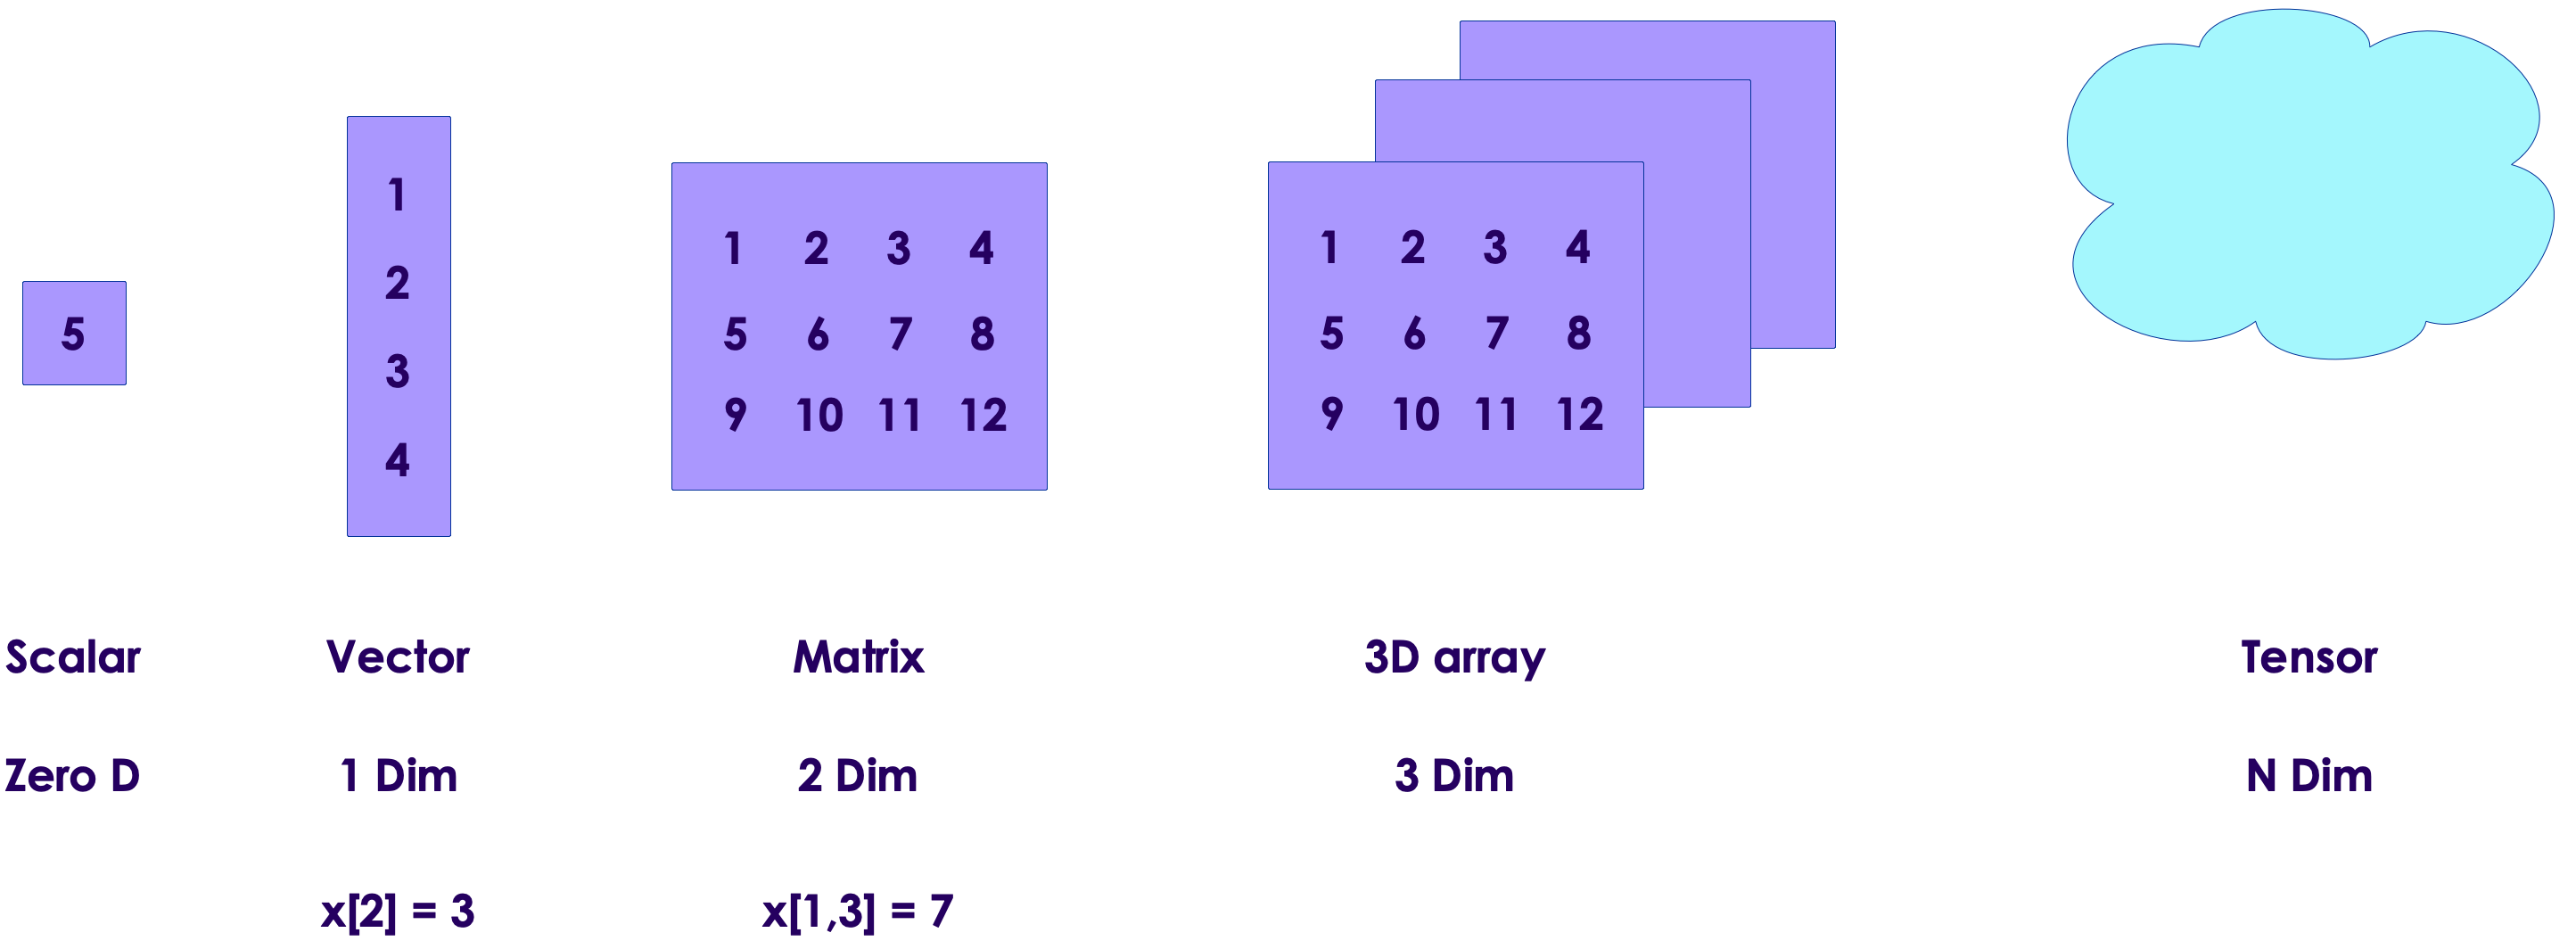 5
1
2
3
4
1 2 3 4
5 6 7 8
9 10 11 12
1 2 3 4
5 6 7 8
9 10 11 12
Scalar
Vector
Matrix
3D array
Tensor
Zero D
1 Dim
2 Dim
3 Dim
N Dim
x[2] = 3
x[1,3] = 7